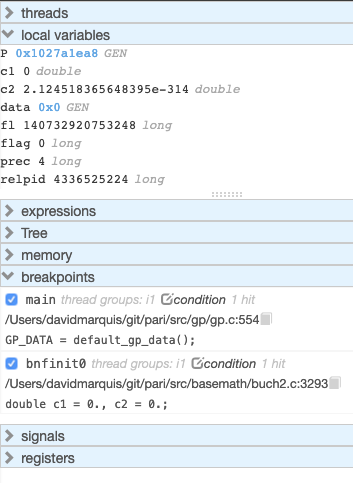 threads
local variables
P 0x1027a1ea8 GEN
c1 0 double
c2 2.124518365648395e-314 double
data 0x0 GEN
fl 140732920753248 long
flag 0 long
prec 4 long
relpid 4336525224 long
expressions
Tree
memory
breakpoints
main thread groups: i1 condition 1 hit
/Users/davidmarquis/git/pari/src/gp/gp.c:554
GP_DATA = default_gp_data();
bnfinit0 thread groups: i1 condition 1 hit
/Users/davidmarquis/git/pari/src/basemath/buch2.c:3293
double c1 = 0., c2 = 0.;
signals
registers